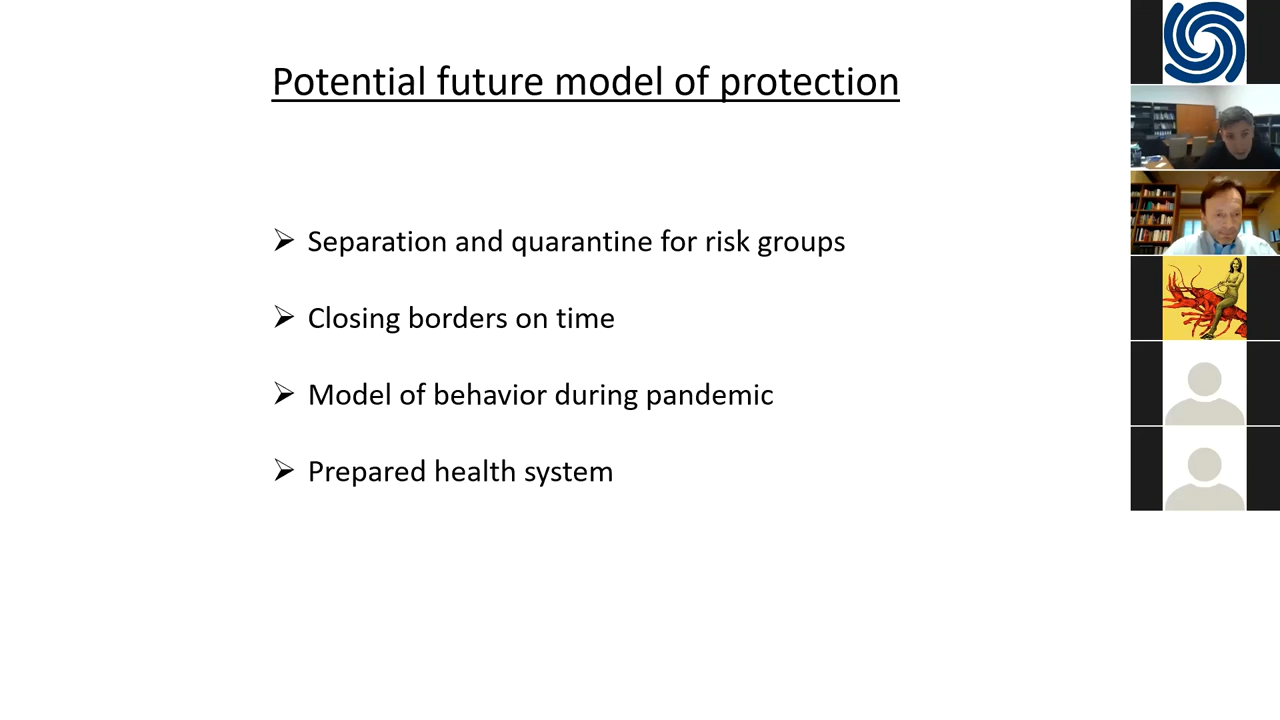 Potential future model of protection
➢ Separation and quarantine for risk groups
➢ Closing borders on time
➢ Model of behavior during pandemic
➢ Prepared health system